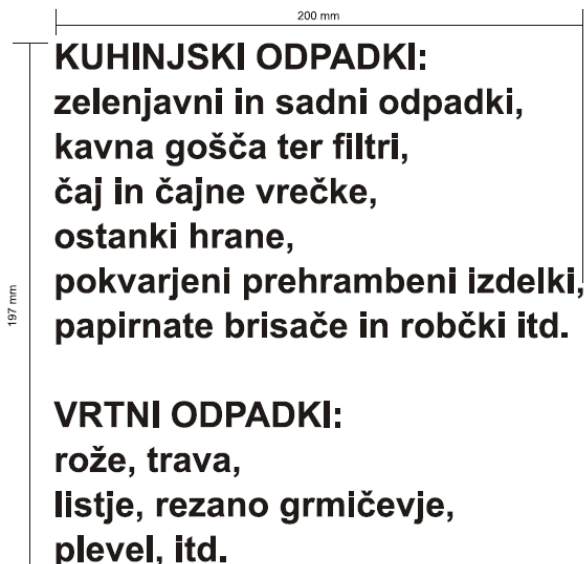 200 mm
197 mm
KUHINJSKI ODPADKI:
zelenjavni in sadni odpadki,
kavna gošča ter filtri,
čaj in čajne vrečke,
ostanki hrane,
pokvarjeni prehrambeni izdelki,
papirnate brisače in robčki itd.
VRTNI ODPADKI:
rože, trava,
listje, rezano grmičevje,
plevel, itd.